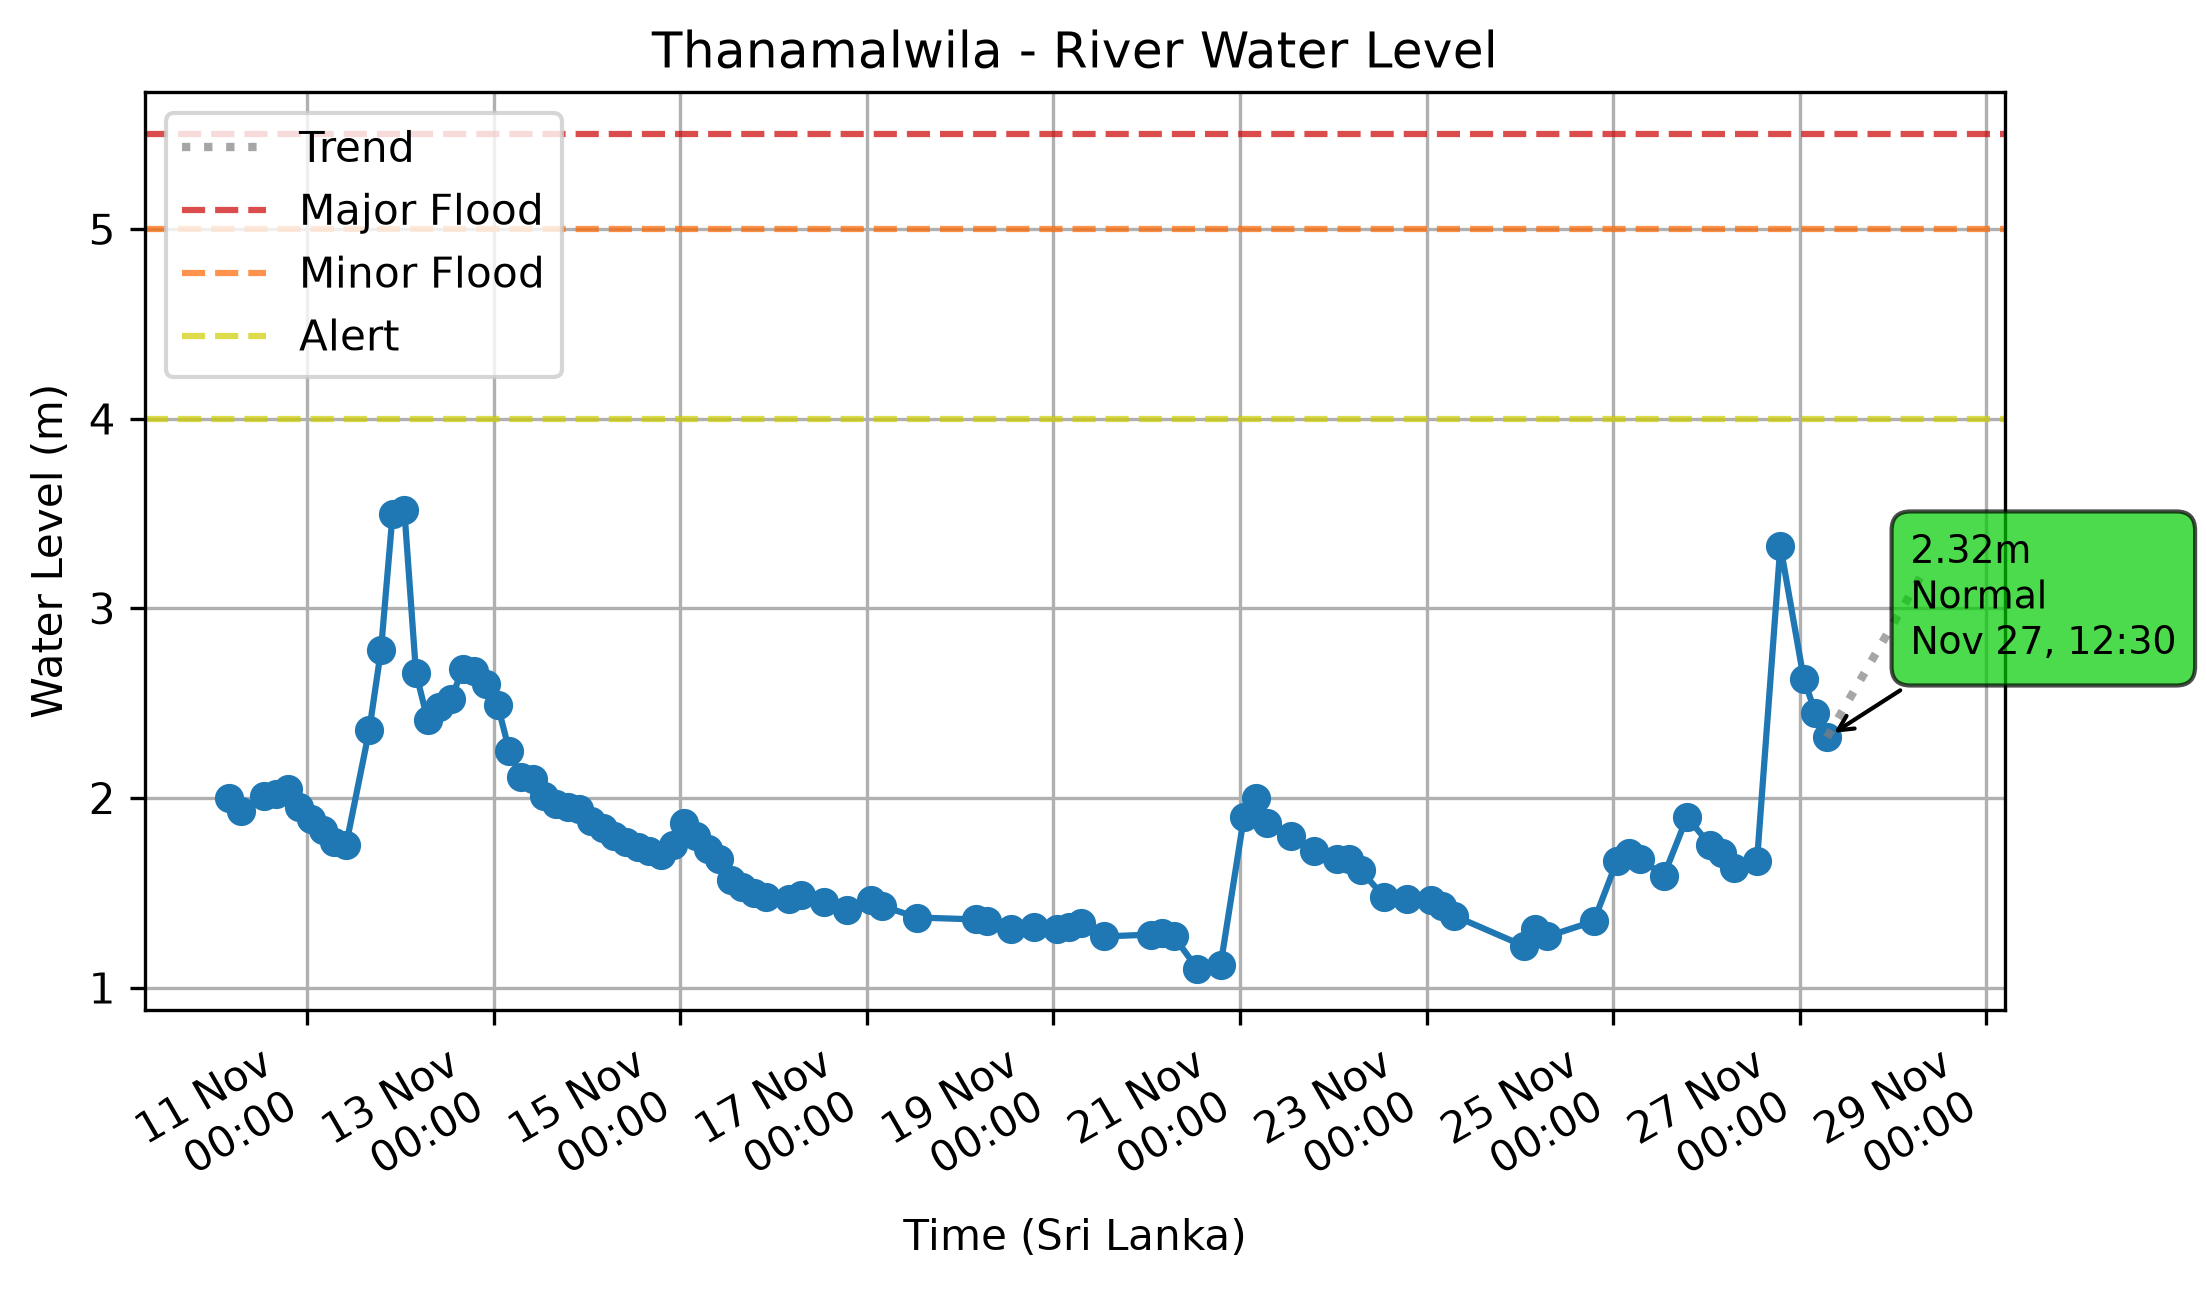 Thanamalwila - River Water Level
Trend
Major Flood
Minor Flood
Alert
Water Level (m)
5
4
3
2
1
2.32m
Normal
Nov 27, 12:30
11 Nov
00:00
13 Nov
00:00
15 Nov
00:00
17 Nov
00:00
19 Nov
00:00
21 Nov
00:00
23 Nov
00:00
25 Nov
00:00
27 Nov
00:00
29 Nov
00:00
Time (Sri Lanka)